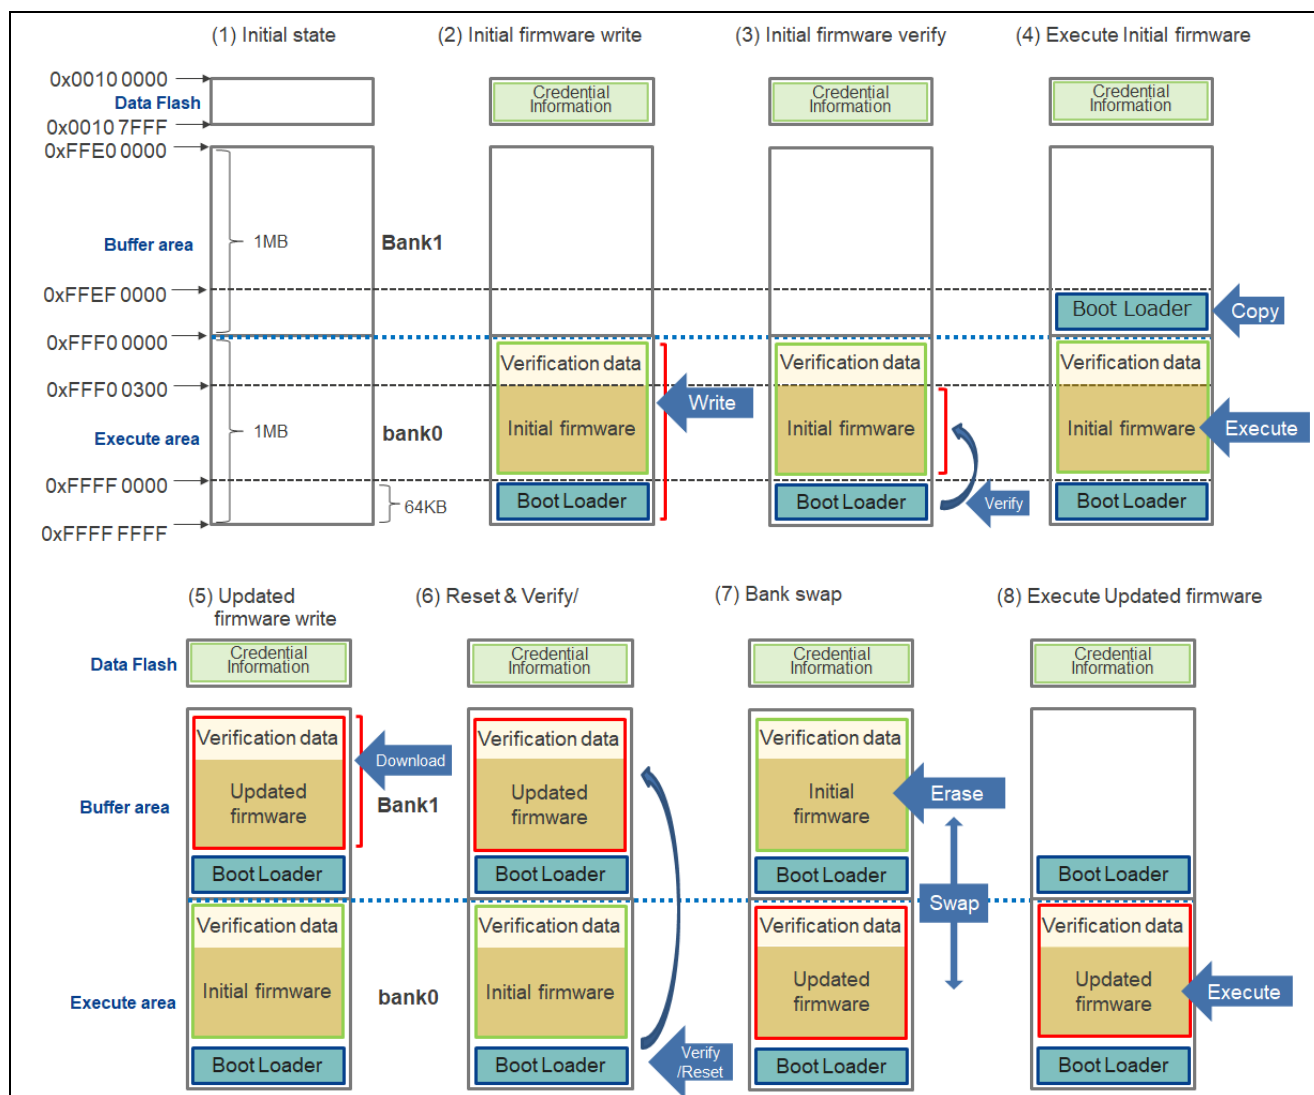 (1) Initial state
(2) Initial firmware write
(3) Initial firmware verify
(4) Execute Initial firmware
0x0010 0000
Data Flash
0x0010 7FFF
0xFFE0 0000
Buffer area
1MB
Bank1
0xFFEF 0000
0xFFF0 0000
0xFFF0 0300
Execute area
1MB
bank0
0xFFFF 0000
64KB
0xFFFF FFFF
Credential
Information
Verification data
Initial firmware
Boot Loader
Write
Credential
Information
Verification data
Initial firmware
Boot Loader
Verify
Credential
Information
Boot Loader
Copy
Verification data
Initial firmware
Execute
Boot Loader
(5) Updated
firmware write
(6) Reset & Verify/
(7) Bank swap
(8) Execute Updated firmware
Data Flash
Buffer area
Execute area
Credential
Information
Verification data
Updated
firmware
Download
Bank1
Boot Loader
Verification data
Initial firmware
bank0
Boot Loader
Credential
Information
Verification data
Updated
firmware
Boot Loader
Verification data
Initial firmware
Boot Loader
Verify
/Reset
Credential
Information
Verification data
Initial
firmware
Erase
Boot Loader
Swap
Verification data
Updated
firmware
Boot Loader
Credential
Information
Boot Loader
Verification data
Updated
firmware
Execute
Boot Loader